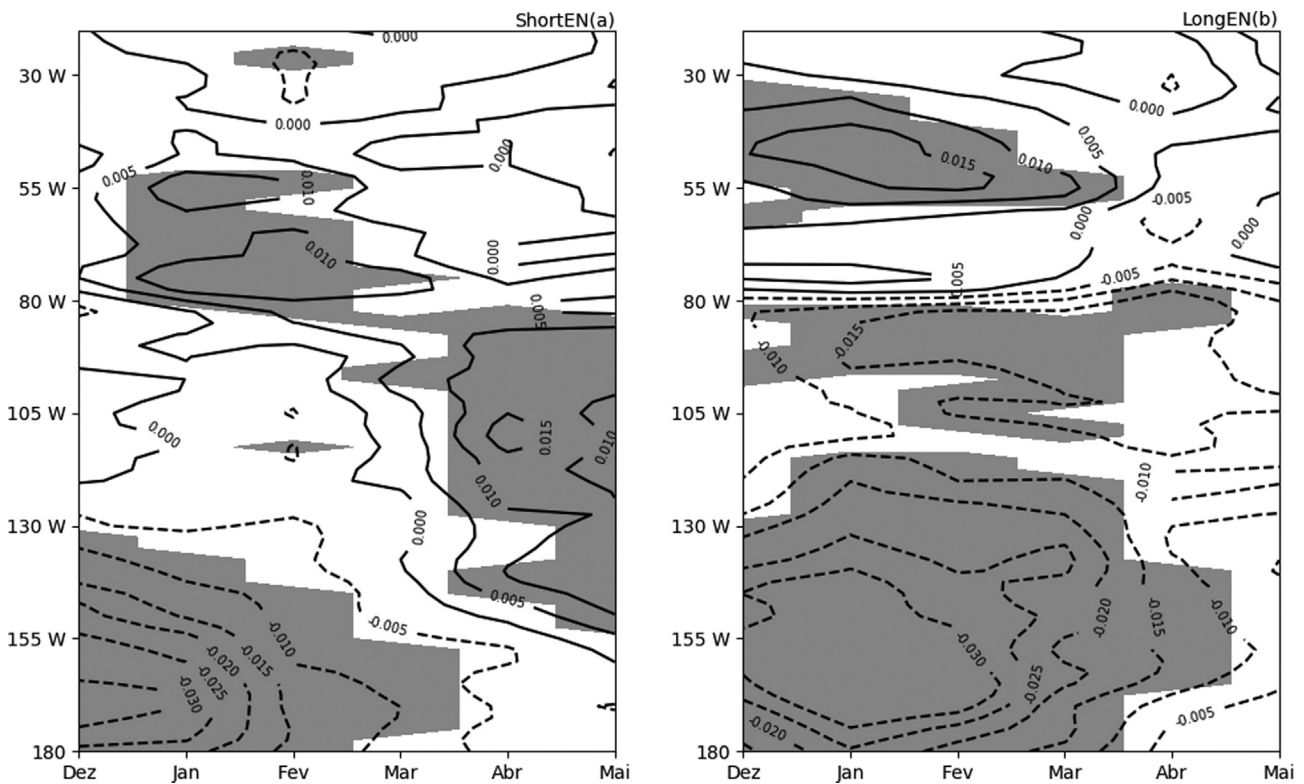 ShortEN(a)
0.000
30 W
0.000
0.000
0.005
55 W
0.010
0.010
0.000
80 W
0.005
105 W
0.015
0.000
0.010
0.010
130 W
0.000
0.005
-0.005
-0.010
155 W
-0.020
-0.015
-0.025
-0.030
180
Dez
Jan
Fev
Mar
Abr
Mai
LongEN(b)
30 W
0.000
0.005
0.015
0.010
55 W
-0.005
0.000
0.000
-0.005
0.005
80 W
-0.015
-0.010
105 W
-0.010
130 W
-0.020
-0.015
-0.010
155 W
-0.030
-0.025
-0.005
-0.020
180
Dez
Jan
Fev
Mar
Abr
Mai